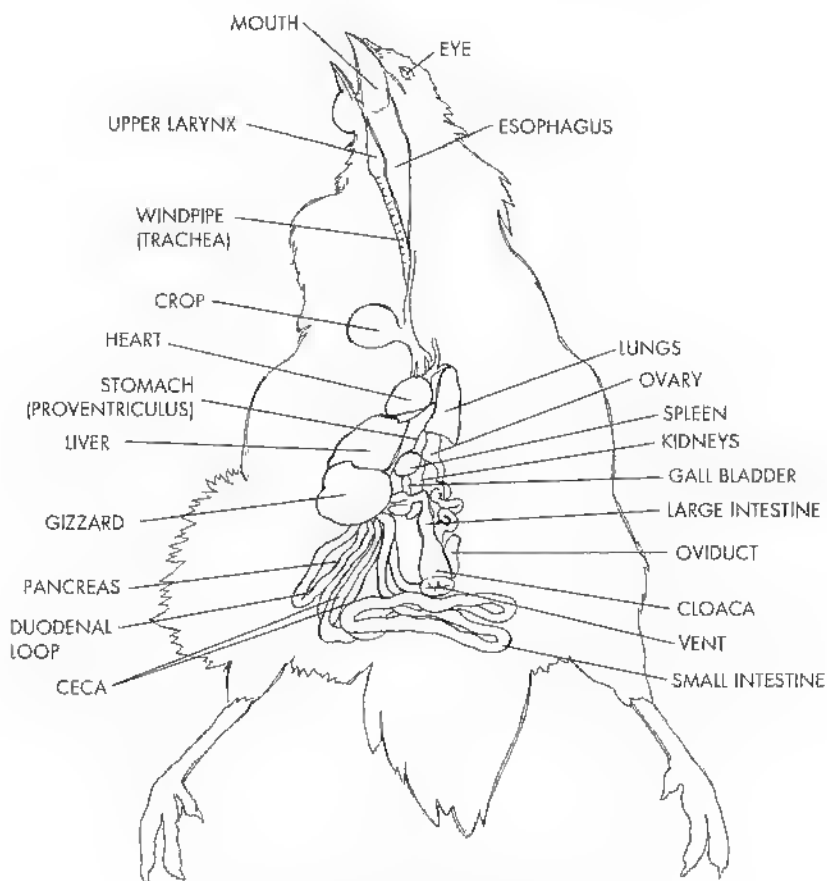 MOUTH
EYE
UPPER LARYNX
ESOPHAGUS
WINDPIPE
(TRACHEA)
CROP
HEART
LUNGS
STOMACH
(PROVENTRICULUS)
OVARY
SPLEEN
LIVER
KIDNEYS
GALL BLADDER
GIZZARD
LARGE INTESTINE
OVIDUCT
PANCREAS
CLOACA
DUODENAL
LOOP
VENT
CECA
SMALL INTESTINE